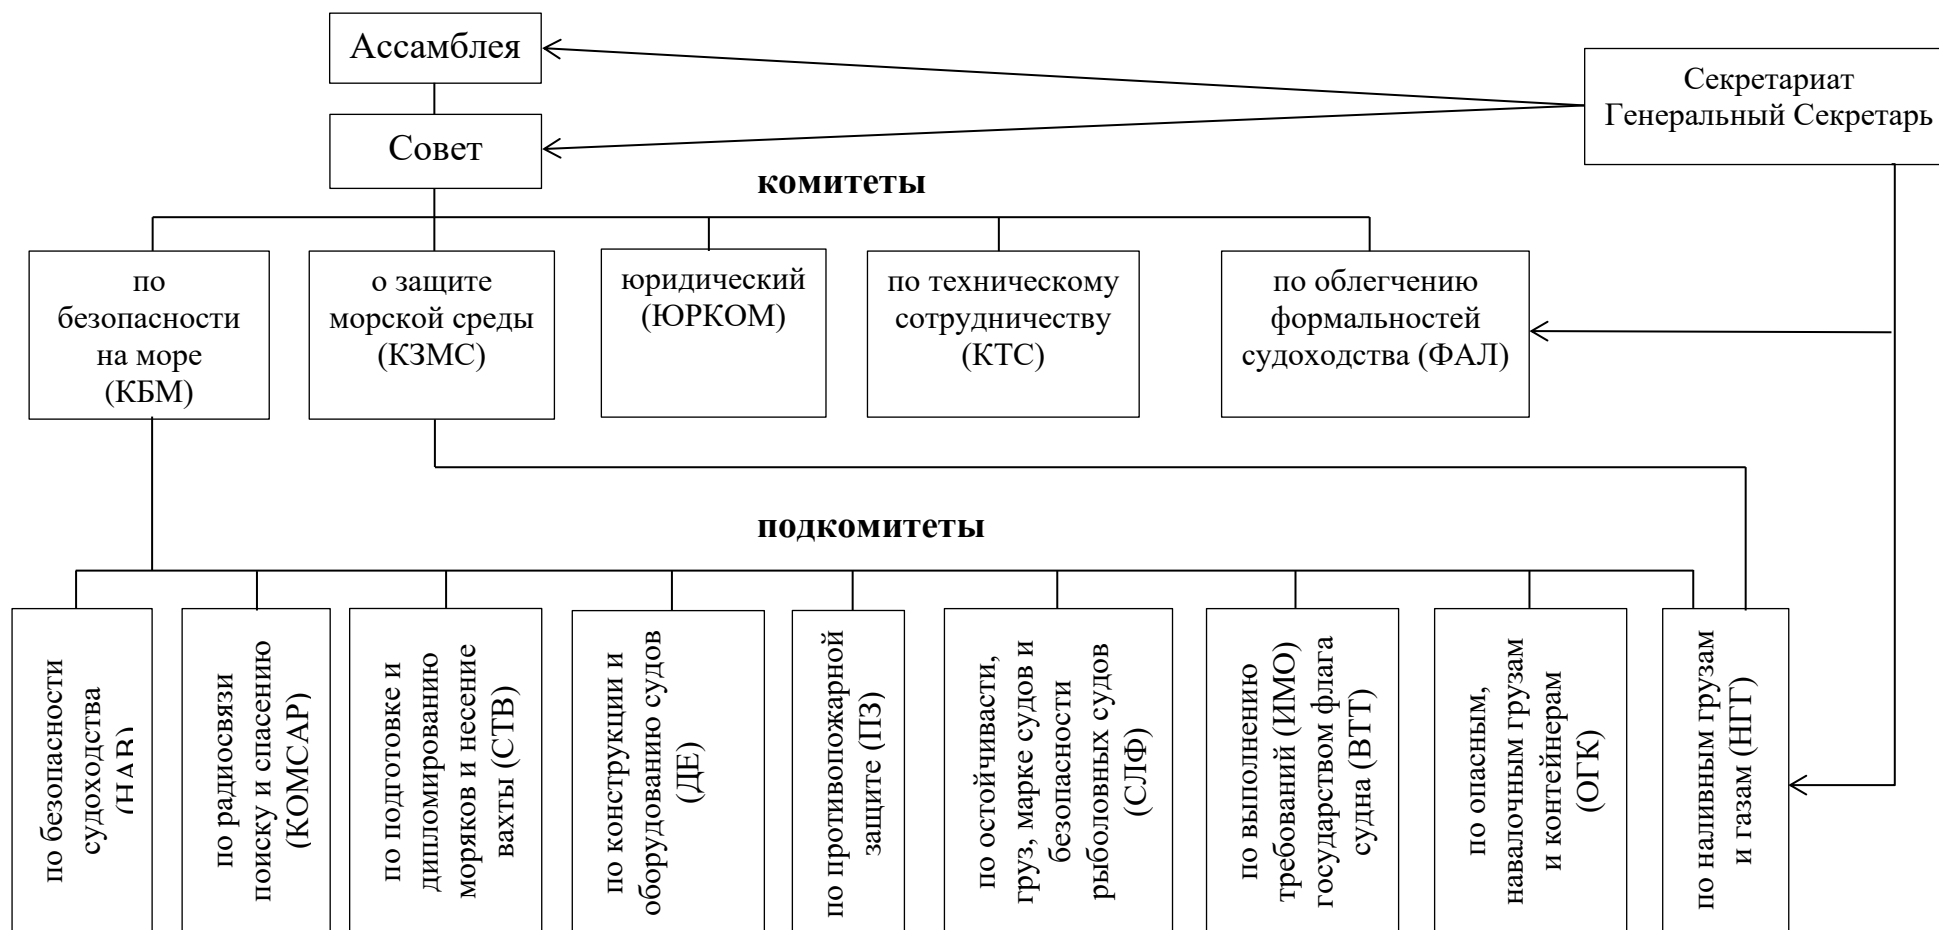 Ассамблея
Секретариат
Генеральный Секретарь
Совет
комитеты
по
безопасности
на море
(КБМ)
о защите
морской среды
(КЗМС)
юридический
(ЮРКОМ)
по техническому
сотрудничеству
(КТС)
по облегчению
формальностей
судоходства (ФАЛ)
подкомитеты
по безопасности
судоходства
(НАВ)
по радиосвязи
поиску и спасению
(КОМСАР)
по подготовке и
дипломированию
моряков и несение
вахты (СТВ)
по конструкции и
оборудованию судов
(ДЕ)
по противопожарной
защите (ПЗ)
по остойчивасти,
груз, марке судов и
безопасности
рыболовных судов
(СЛФ)
по выполнению
требований (ИМО)
государством флага
судна (ВТТ)
по опасным,
навалочным грузам
и контейнерам
(ОГК)
по наливным грузам
и газам (НГГ)